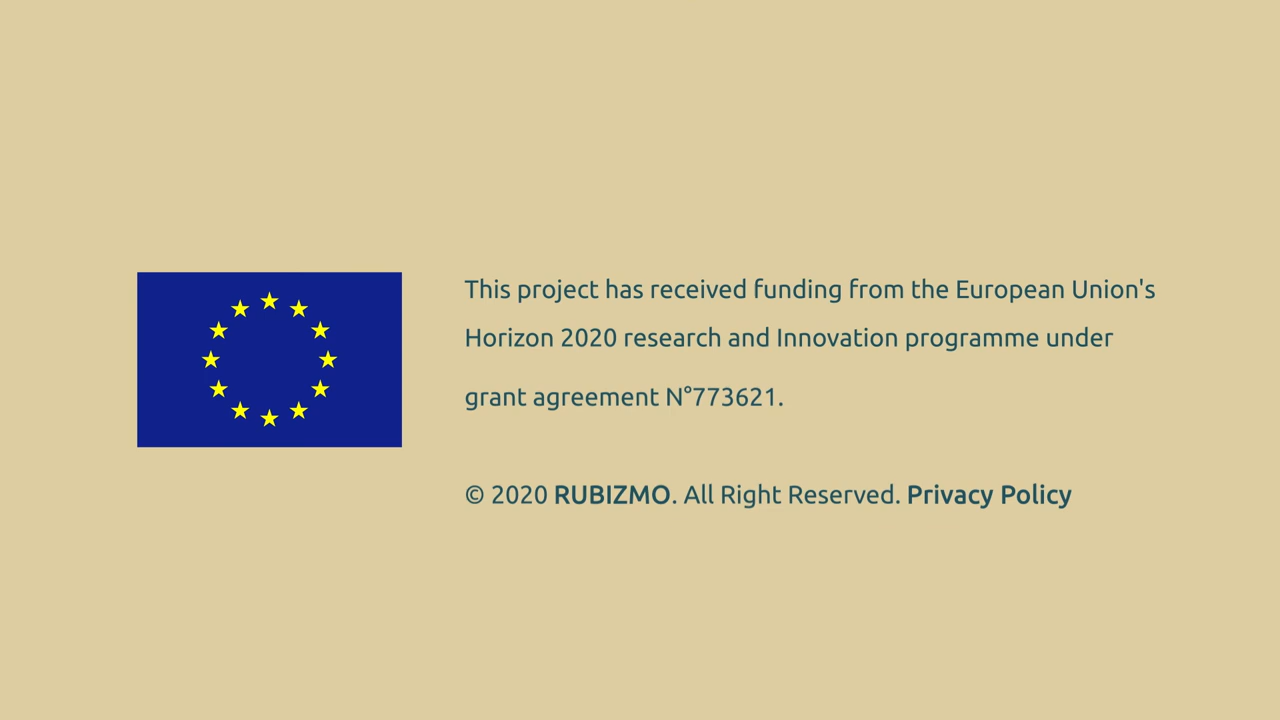 This project has received funding from the European Union's
Horizon 2020 research and Innovation programme under
grant agreement N°773621.
© 2020 RUBIZMO. All Right Reserved. Privacy Policy